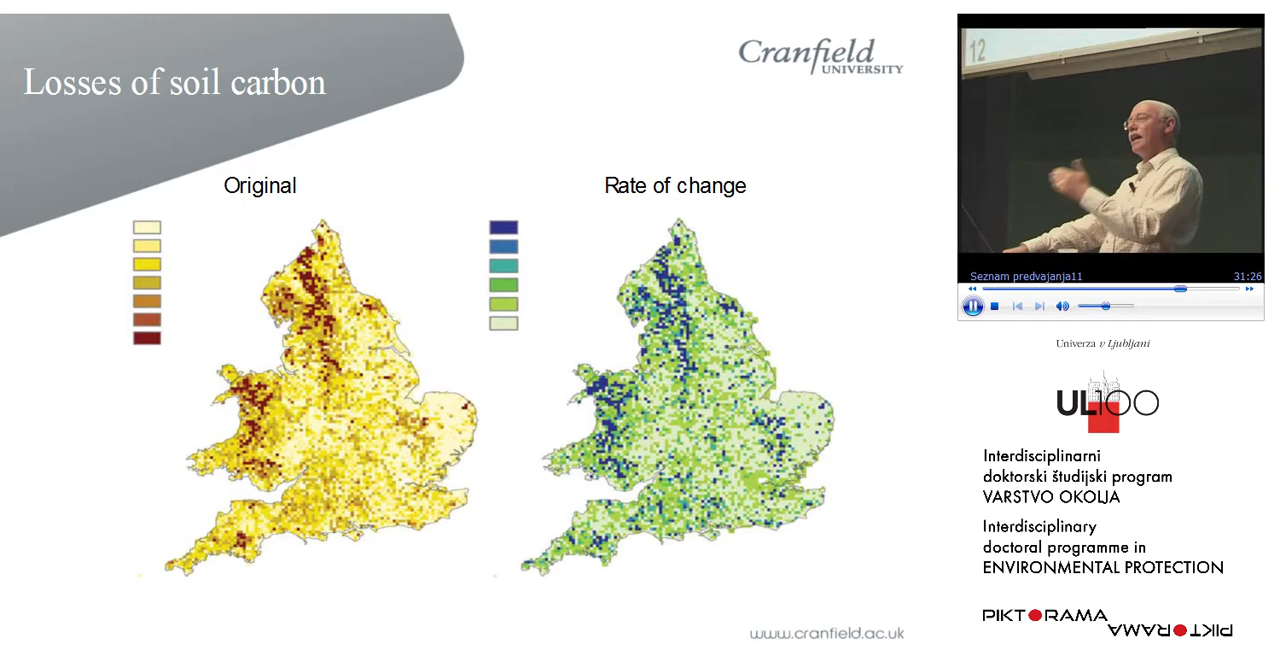 Losses of soil carbon
Cranfield
UNIVERSITY
Original
Rate of change
www.cranfield.ac.uk
12
Seznam predvajanja11
31:26
Univerza v Ljubljani
UL100
Interdisciplinarni
doktorski študijski program
VARSTVO OKOLJA
Interdisciplinary
doctoral programme in
ENVIRONMENTAL PROTECTION
PIKTORAMA
PIKTORAMA